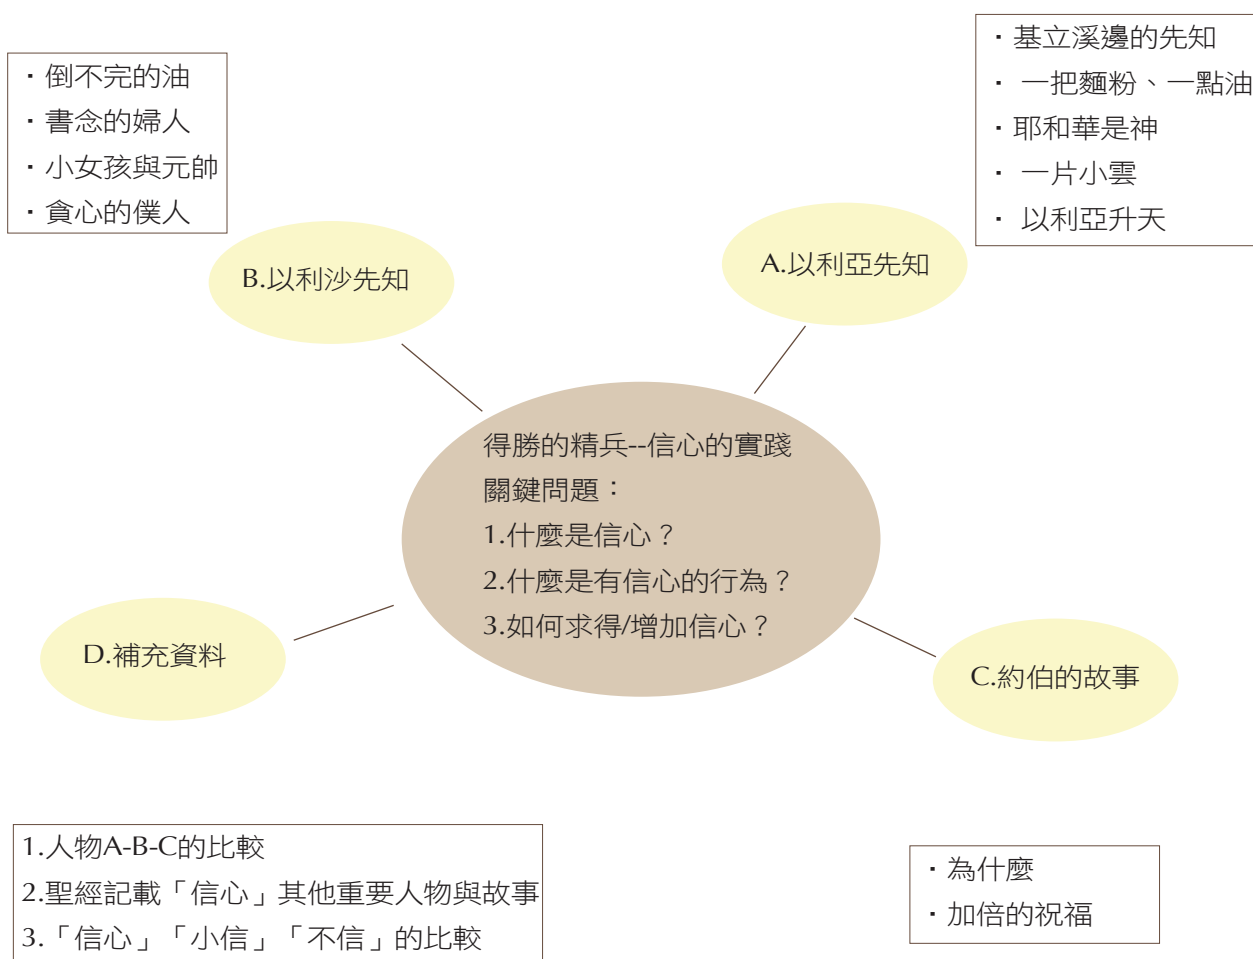 ・基立溪邊的先知
・ 一把麵粉、一點油
・耶和華是神
・ 一片小雲
・ 以利亞升天
・倒不完的油
・書念的婦人
・小女孩與元帥
・貪心的僕人
A.以利亞先知
B.以利沙先知
得勝的精兵--信心的實踐
關鍵問題：
1.什麼是信心？
2.什麼是有信心的行為？
3.如何求得/增加信心？
D.補充資料
C.約伯的故事
1.人物A-B-C的比較
2.聖經記載「信心」其他重要人物與故事
3.「信心」「小信」「不信」的比較
・為什麼
・加倍的祝福